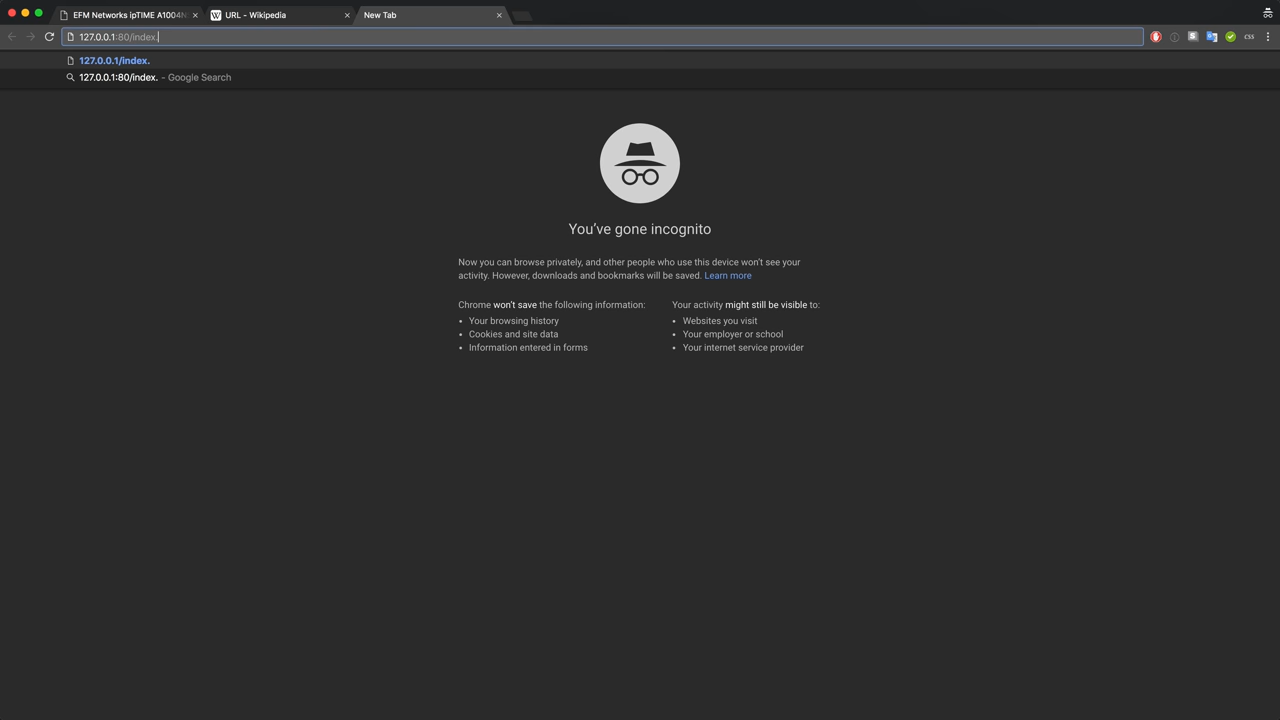 EFM Networks ipTIME A1004N
URL - Wikipedia
New Tab
127.0.0.1:80/index.
CSS
127.0.0.1/index.
127.0.0.1:80/index. - Google Search
You've gone incognito
Now you can browse privately, and other people who use this device won't see your
activity. However, downloads and bookmarks will be saved. Learn more
Chrome won't save the following information:
• Your browsing history
• Cookies and site data
• Information entered in forms
Your activity might still be visible to:
• Websites you visit
• Your employer or school
• Your internet service provider